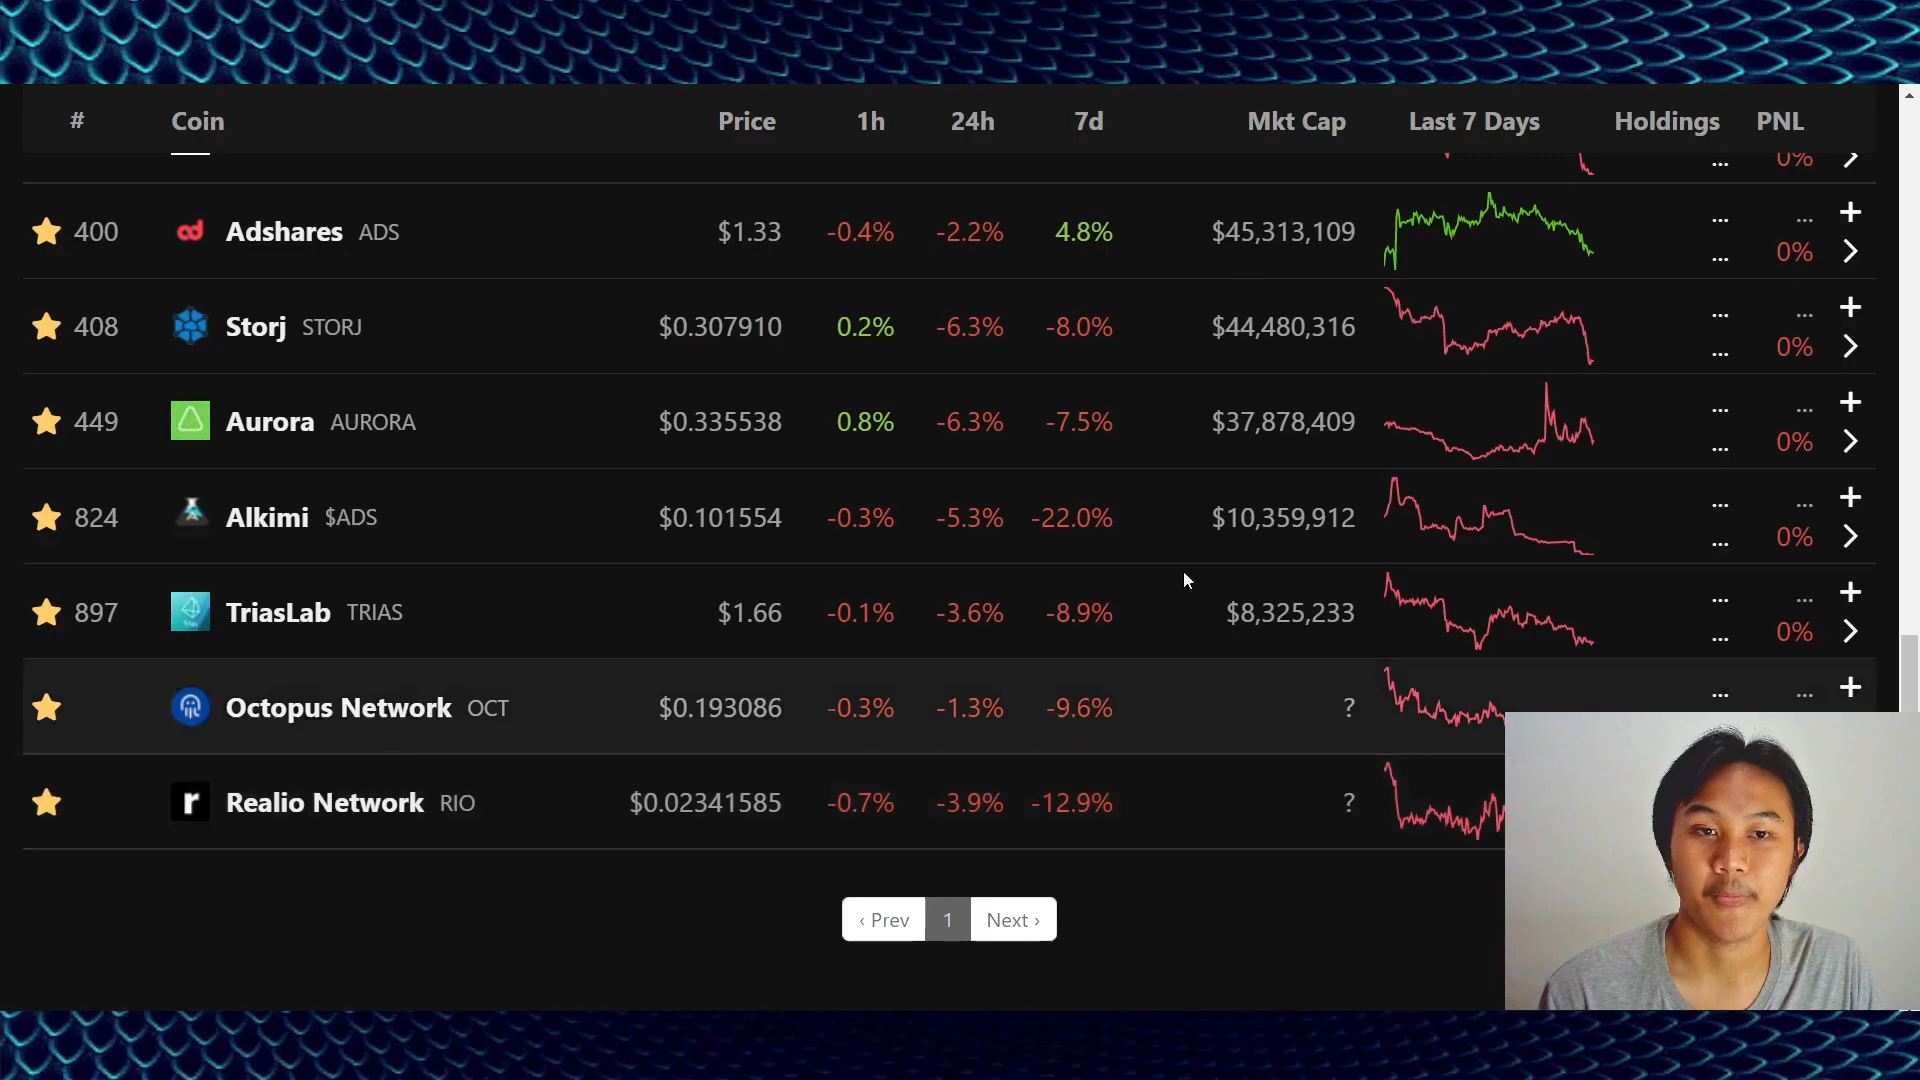 # Coin Price 1h 24h 7d Mkt Cap Last 7 Days Holdings PNL
... 0%
400 Adshares ADS $1.33 -0.4% -2.2% 4.8% $45,313,109 ... ... +
... 0%
408 Storj STORJ $0.307910 0.2% -6.3% -8.0% $44,480,316 ... ... +
... 0%
449 Aurora AURORA $0.335538 0.8% -6.3% -7.5% $37,878,409 ... ... +
... 0%
824 Alkimi $ADS $0.101554 -0.3% -5.3% -22.0% $10,359,912 ... ... +
... 0%
897 TriasLab TRIAS $1.66 -0.1% -3.6% -8.9% $8,325,233 ... ... +
... 0%
Octopus Network OCT $0.193086 -0.3% -1.3% -9.6% ? ... ... +
Realio Network RIO $0.02341585 -0.7% -3.9% -12.9% ?
‹ Prev 1 Next ›